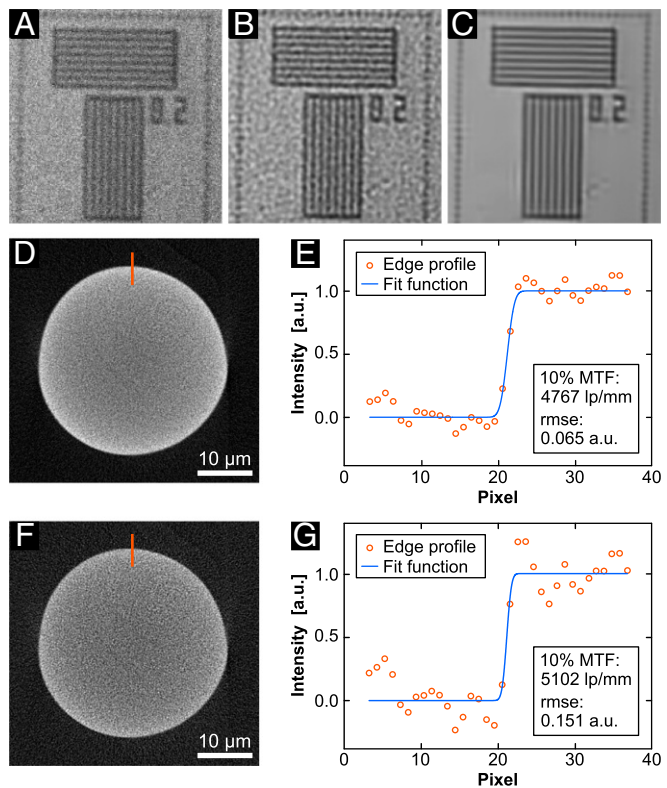 A
B
C
0.2
0.2
0.2
D
10 µm
E
Edge profile
Fit function
10% MTF:
4767 lp/mm
rmse:
0.065 a.u.
Intensity [a.u.]
1.0
0.5
0.0
0
10
20
30
40
Pixel
F
10 µm
G
Edge profile
Fit function
10% MTF:
5102 lp/mm
rmse:
0.151 a.u.
Intensity [a.u.]
1.0
0.5
0.0
0
10
20
30
40
Pixel